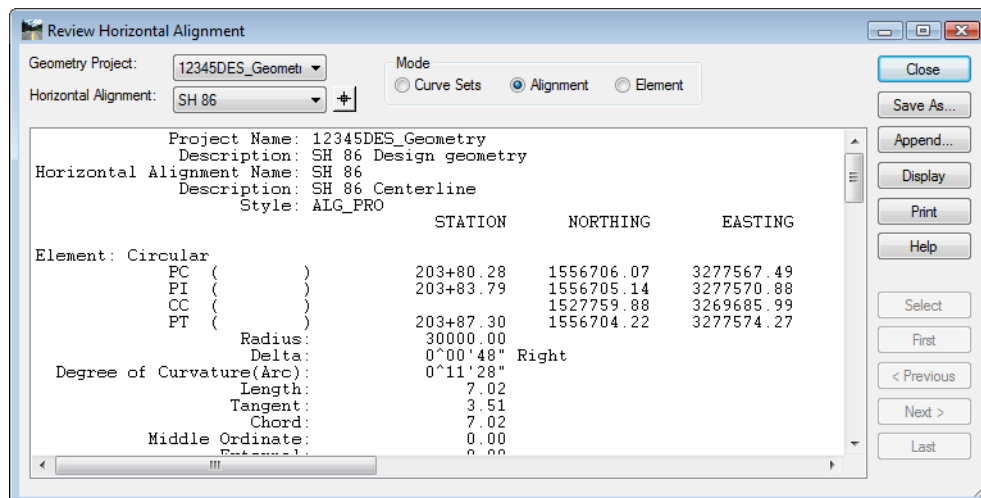 Review Horizontal Alignment
Geometry Project: 12345DES_Geometi
Horizontal Alignment: SH 86
Mode
Curve Sets Alignment Element
Close
Save As...
Append...
Display
Print
Help
Select
First
< Previous
Next >
Last
Project Name: 12345DES_Geometry
Description: SH 86 Design geometry
Horizontal Alignment Name: SH 86
Description: SH 86 Centerline
Style: ALG_PRO
STATION NORTHING EASTING
Element: Circular
PC ( ) 203+80.28 1556706.07 3277567.49
PI ( ) 203+83.79 1556705.14 3277570.88
CC ( ) 1527759.88 3269685.99
PT ( ) 203+87.30 1556704.22 3277574.27
Radius: 30000.00
Delta: 0^00'48" Right
Degree of Curvature(Arc): 0^11'28"
Length: 7.02
Tangent: 3.51
Chord: 7.02
Middle Ordinate: 0.00
External: 0.00